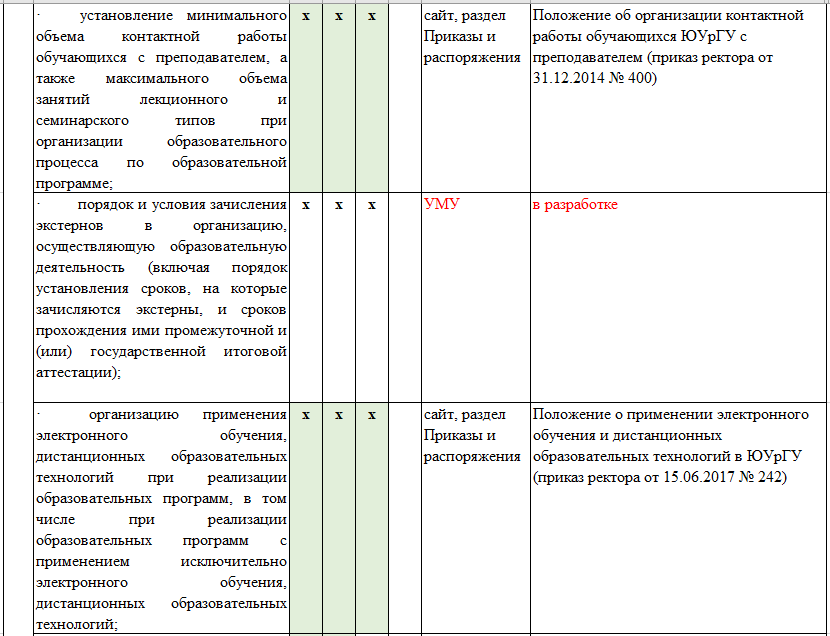 · установление минимального
объема контактной работы
обучающихся с преподавателем, а
также максимального объема
занятий лекционного и
семинарского типов при
организации образовательного
процесса по образовательной
программе;
x x x
сайт, раздел
Приказы и
распоряжения
Положение об организации контактной
работы обучающихся ЮУрГУ с
преподавателем (приказ ректора от
31.12.2014 № 400)
· порядок и условия зачисления
экстернов в организацию,
осуществляющую образовательную
деятельность (включая порядок
установления сроков, на которые
зачисляются экстерны, и сроков
прохождения ими промежуточной и
(или) государственной итоговой
аттестации);
x x x
УМУ
в разработке
· организацию применения
электронного обучения,
дистанционных образовательных
технологий при реализации
образовательных программ, в том
числе при реализации
образовательных программ с
применением исключительно
электронного обучения,
дистанционных образовательных
технологий;
x x x
сайт, раздел
Приказы и
распоряжения
Положение о применении электронного
обучения и дистанционных
образовательных технологий в ЮУрГУ
(приказ ректора от 15.06.2017 № 242)